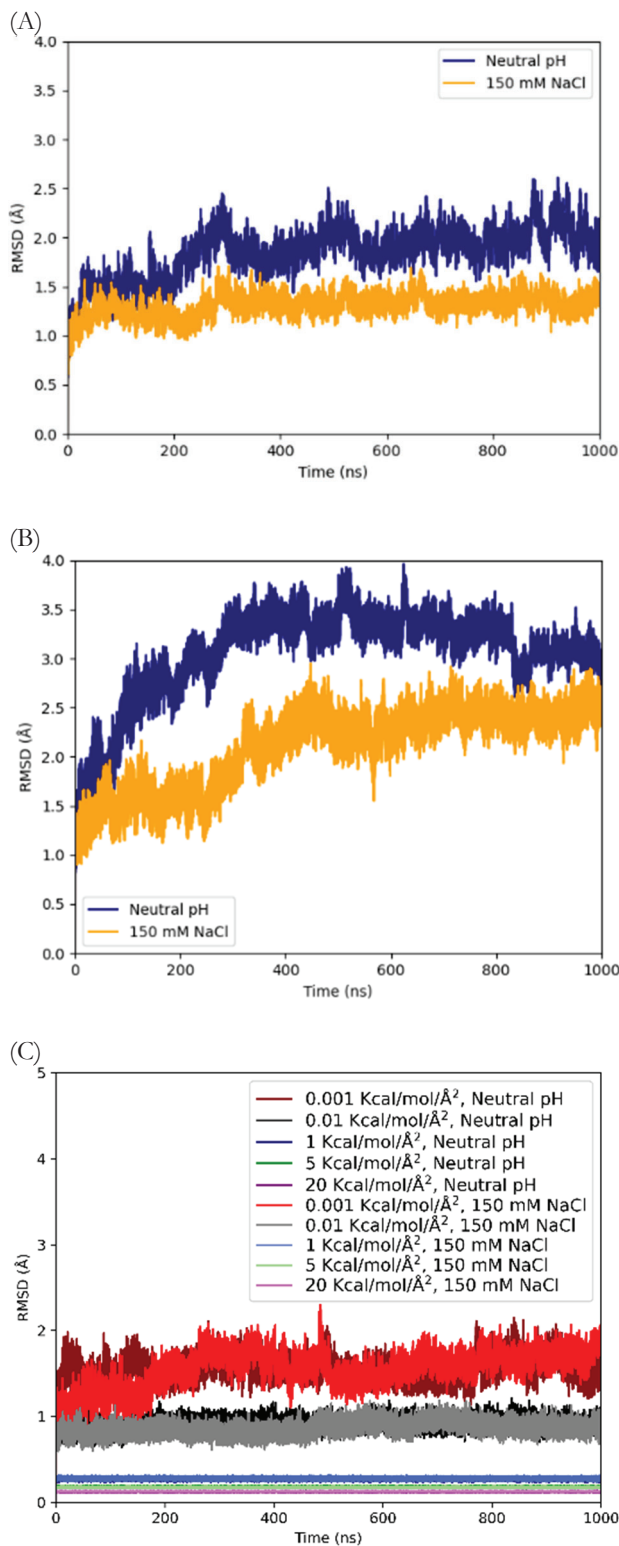 (A)
4.0
3.5
3.0
2.5
2.0
1.5
1.0
0.5
0.0
RMSD (Å)
Neutral pH
150 mM NaCl
0 200 400 600 800 1000
Time (ns)
(B)
4.0
3.5
3.0
2.5
2.0
1.5
1.0
0.5
0.0
RMSD (Å)
Neutral pH
150 mM NaCl
0 200 400 600 800 1000
Time (ns)
(C)
5
4
3
2
1
0
RMSD (Å)
0.001 Kcal/mol/Å², Neutral pH
0.01 Kcal/mol/Å², Neutral pH
1 Kcal/mol/Å², Neutral pH
5 Kcal/mol/Å², Neutral pH
20 Kcal/mol/Å², Neutral pH
0.001 Kcal/mol/Å², 150 mM NaCl
0.01 Kcal/mol/Å², 150 mM NaCl
1 Kcal/mol/Å², 150 mM NaCl
5 Kcal/mol/Å², 150 mM NaCl
20 Kcal/mol/Å², 150 mM NaCl
0 200 400 600 800 1000
Time (ns)